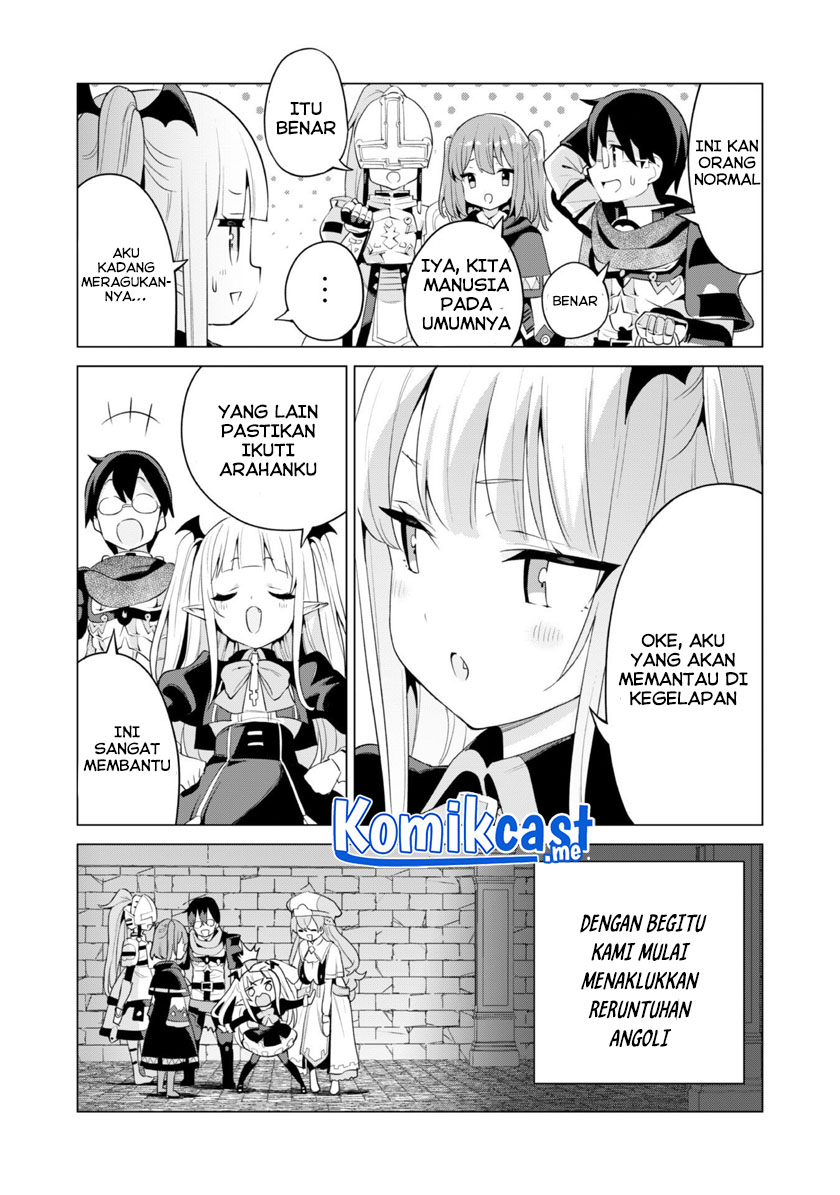 INI KAN
ORANG
NORMAL
BENAR
IYA, KITA
MANUSIA
PADA
UMUMNYA
ITU
BENAR
...
AKU
KADANG
MERAGUKAN-
NYA...
OKE, AKU
YANG AKAN
MEMANTAU DI
KEGELAPAN
YANG LAIN
PASTIKAN
IKUTI
ARAHANKU
INI
SANGAT
MEMBANTU
Komikcast
.me
DENGAN BEGITU
KAMI MULAI
MENAKLUKKAN
RERUNTUHAN
ANGOLI